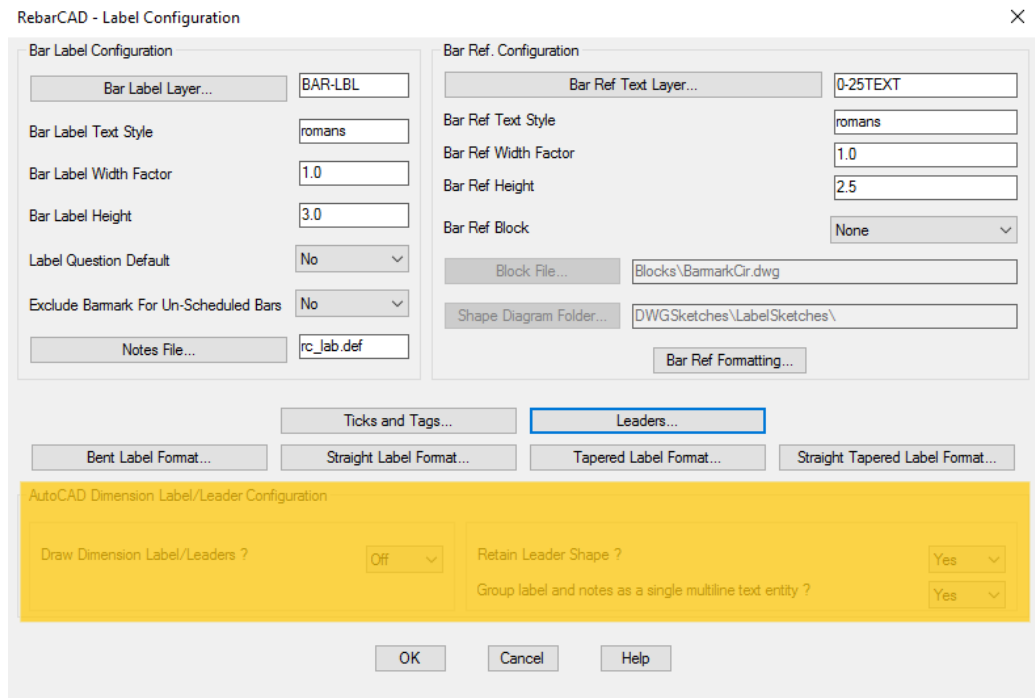 RebarCAD - Label Configuration
Bar Label Configuration
Bar Label Layer... BAR-LBL
Bar Label Text Style romans
Bar Label Width Factor 1.0
Bar Label Height 3.0
Label Question Default No
Exclude Barmark For Un-Scheduled Bars No
Notes File... rc_lab.def
Bar Ref. Configuration
Bar Ref Text Layer... 0-25TEXT
Bar Ref Text Style romans
Bar Ref Width Factor 1.0
Bar Ref Height 2.5
Bar Ref Block None
Block File... Blocks\BarmarkCir.dwg
Shape Diagram Folder... DWGSketches\LabelSketches\
Bar Ref Formatting...
Ticks and Tags... Leaders...
Bent Label Format... Straight Label Format... Tapered Label Format... Straight Tapered Label Format...
AutoCAD Dimension Label/Leader Configuration
Draw Dimension Label/Leaders ? Off
Retain Leader Shape ? Yes
Group label and notes as a single multiline text entity ? Yes
OK Cancel Help